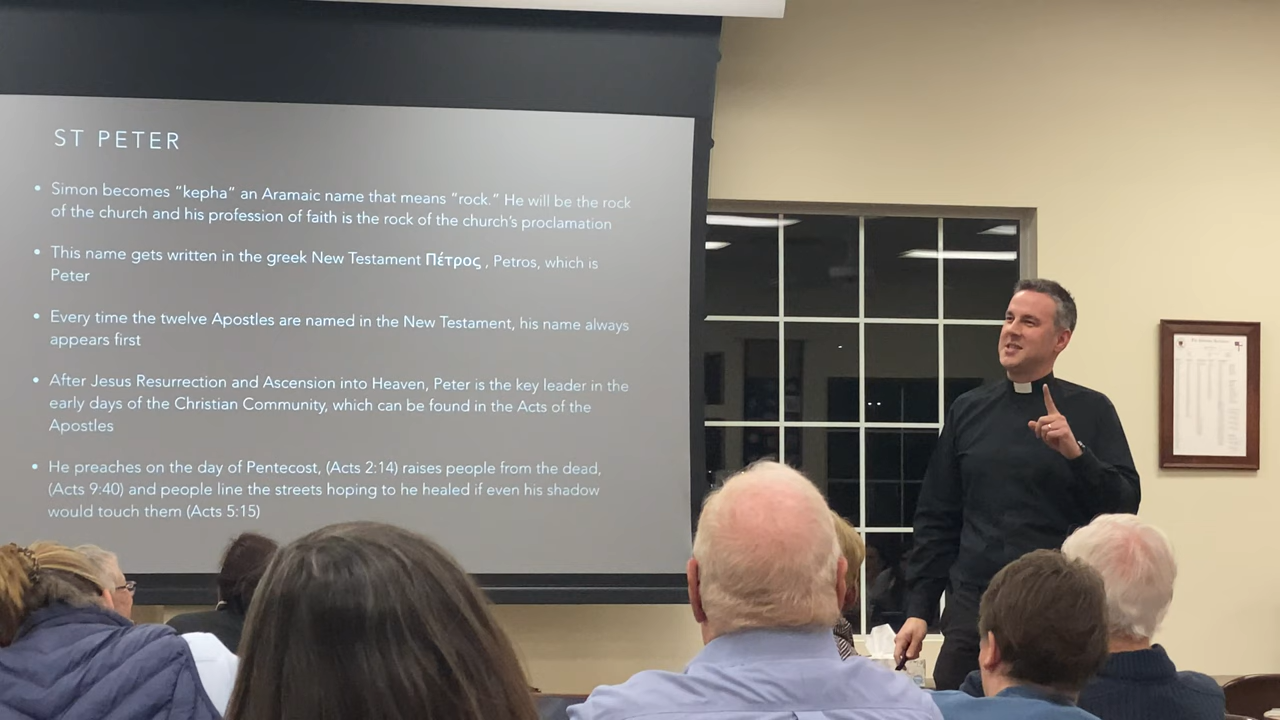 ST PETER
• Simon becomes “kepha” an Aramaic name that means “rock.” He will be the rock
of the church and his profession of faith is the rock of the church’s proclamation
• This name gets written in the greek New Testament Πέτρος , Petros, which is
Peter
• Every time the twelve Apostles are named in the New Testament, his name always
appears first
• After Jesus Resurrection and Ascension into Heaven, Peter is the key leader in the
early days of the Christian Community, which can be found in the Acts of the
Apostles
• He preaches on the day of Pentecost, (Acts 2:14) raises people from the dead,
(Acts 9:40) and people line the streets hoping to he healed if even his shadow
would touch them (Acts 5:15)